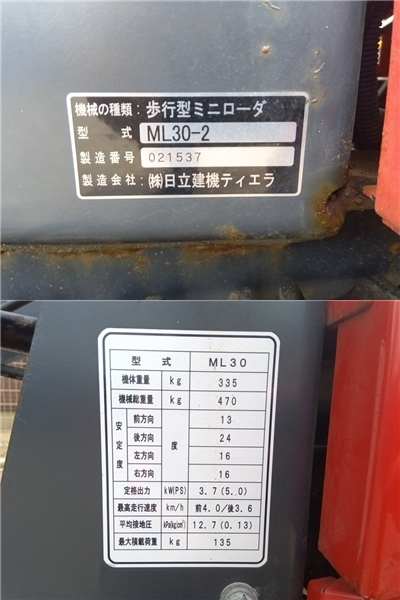 機械の種類：歩行型ミニローダ
型 式 ML30-2
製造番号 021537
製造会社：㈱日立建機ティエラ
型 式 ML30
機体重量 kg 335
機械総重量 kg 470
安定度 前方向 度 13
後方向 24
左方向 16
右方向 16
定格出力 kW(PS) 3.7(5.0)
最高走行速度 km/h 前4.0/後3.6
平均接地圧 kPa(kg/cm²) 12.7(0.13)
最大積載荷重 kg 135